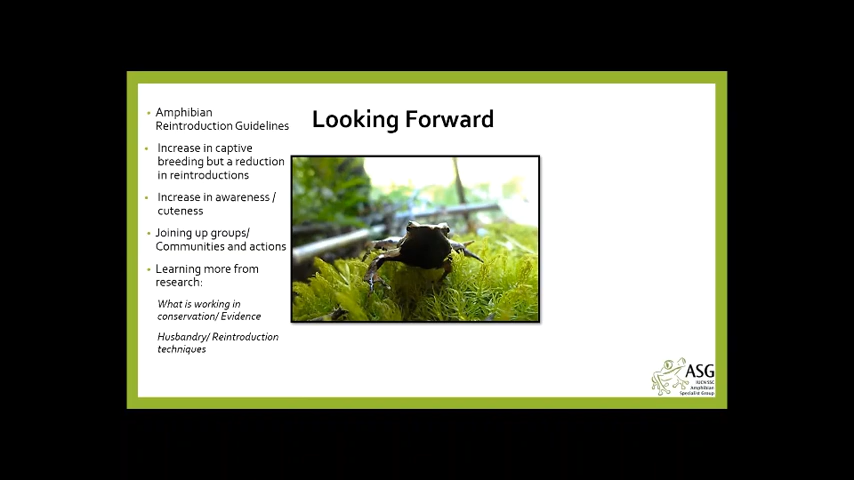 Looking Forward
• Amphibian
Reintroduction Guidelines
• Increase in captive
breeding but a reduction
in reintroductions
• Increase in awareness /
cuteness
• Joining up groups/
Communities and actions
• Learning more from
research:
What is working in
conservation/ Evidence
Husbandry/ Reintroduction
techniques
ASG
IUCN SSC
Amphibian
Specialist Group